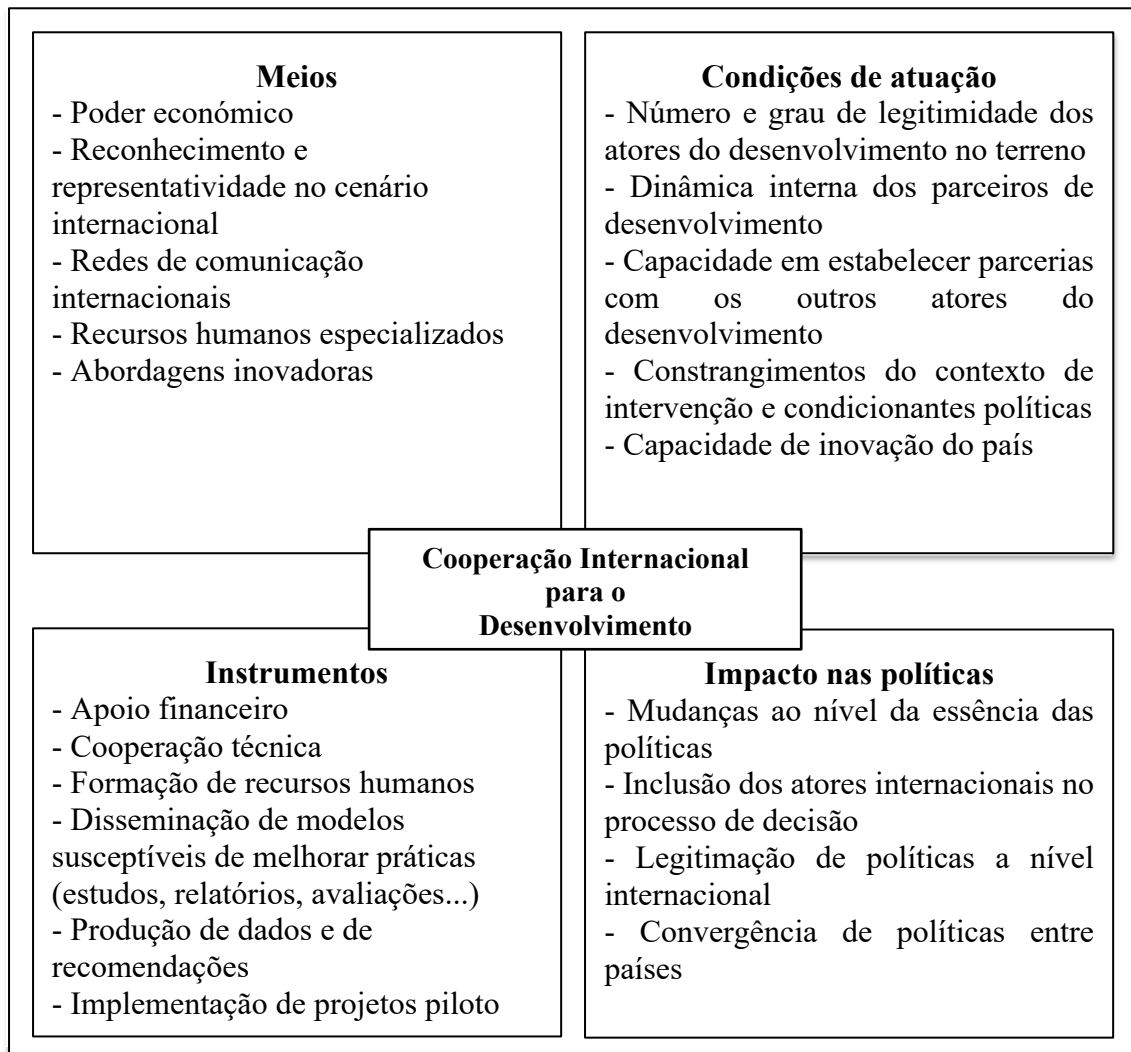 Meios
- Poder económico
- Reconhecimento e
representatividade no cenário
internacional
- Redes de comunicação
internacionais
- Recursos humanos especializados
- Abordagens inovadoras
Condições de atuação
- Número e grau de legitimidade dos
atores do desenvolvimento no terreno
- Dinâmica interna dos parceiros de
desenvolvimento
- Capacidade em estabelecer parcerias
com os outros atores do
desenvolvimento
- Constrangimentos do contexto de
intervenção e condicionantes políticas
- Capacidade de inovação do país
Cooperação Internacional
para o
Desenvolvimento
Instrumentos
- Apoio financeiro
- Cooperação técnica
- Formação de recursos humanos
- Disseminação de modelos
susceptíveis de melhorar práticas
(estudos, relatórios, avaliações...)
- Produção de dados e de
recomendações
- Implementação de projetos piloto
Impacto nas políticas
- Mudanças ao nível da essência das
políticas
- Inclusão dos atores internacionais no
processo de decisão
- Legitimação de políticas a nível
internacional
- Convergência de políticas entre
países